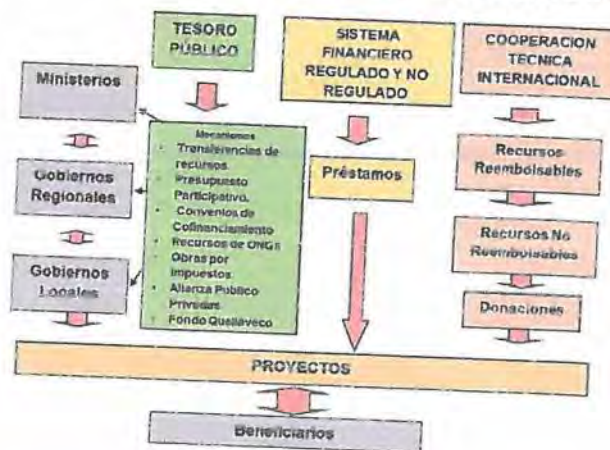 TESORO
PÚBLICO
SISTEMA
FINANCIERO
REGULADO Y NO
REGULADO
COOPERACION
TECNICA
INTERNACIONAL
Ministerios
Gobiernos
Regionales
Gobiernos
Locales
Mecanismos
• Transferencias de
recursos
• Presupuesto
Participativo.
• Convenios de
Cofinanciamiento
• Recursos de ONGs
• Obras por
Impuestos
• Alianza Publico
Privadas
• Fondo Quellaveco
Préstamos
Recursos
Reembolsables
Recursos No
Reembolsables
Donaciones
PROYECTOS
Beneficiarios